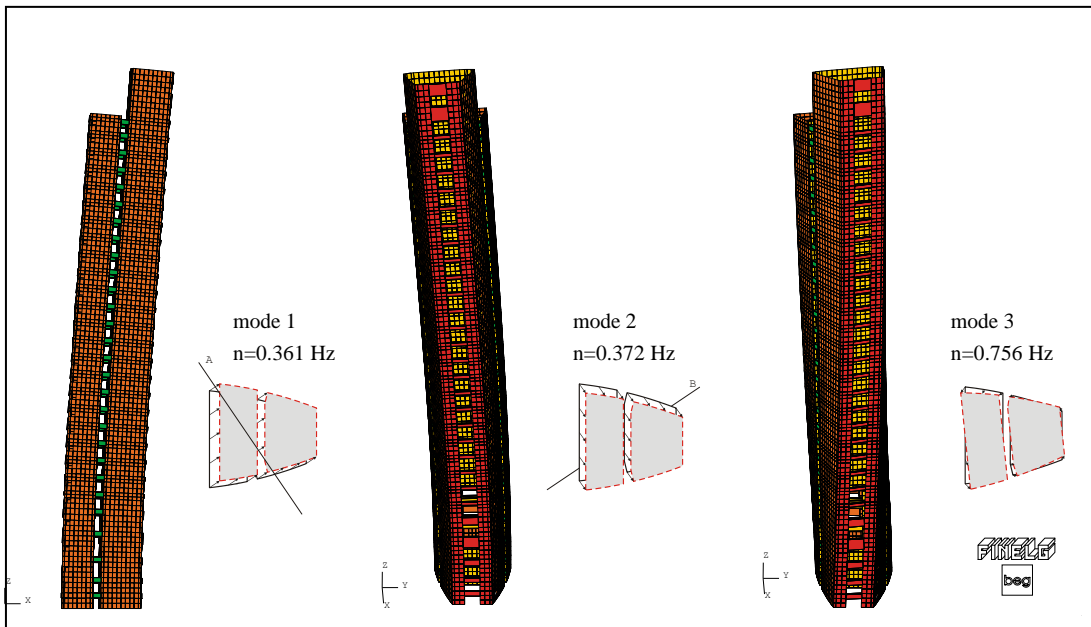 mode 1
n=0.361 Hz
A
mode 2
n=0.372 Hz
B
mode 3
n=0.756 Hz
Z
X
Z
Y
X
Z
Y
X
FINELG
beg